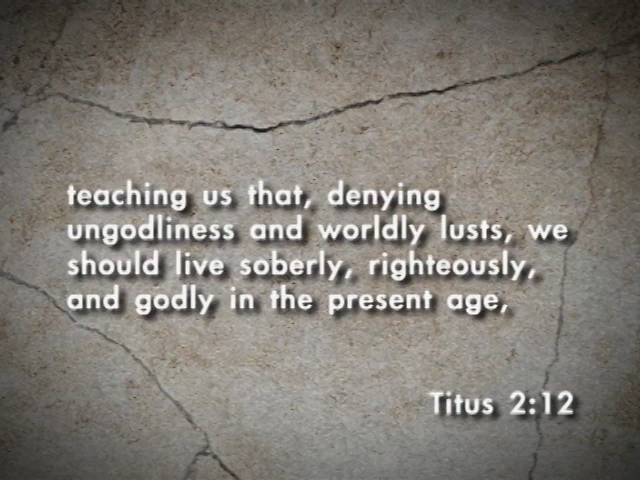 teaching us that, denying
ungodliness and worldly lusts, we
should live soberly, righteously,
and godly in the present age,
Titus 2:12